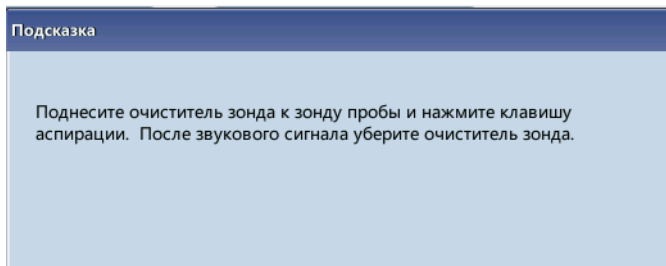 Подсказка
Поднесите очиститель зонда к зонду пробы и нажмите клавишу
аспирации.  После звукового сигнала уберите очиститель зонда.